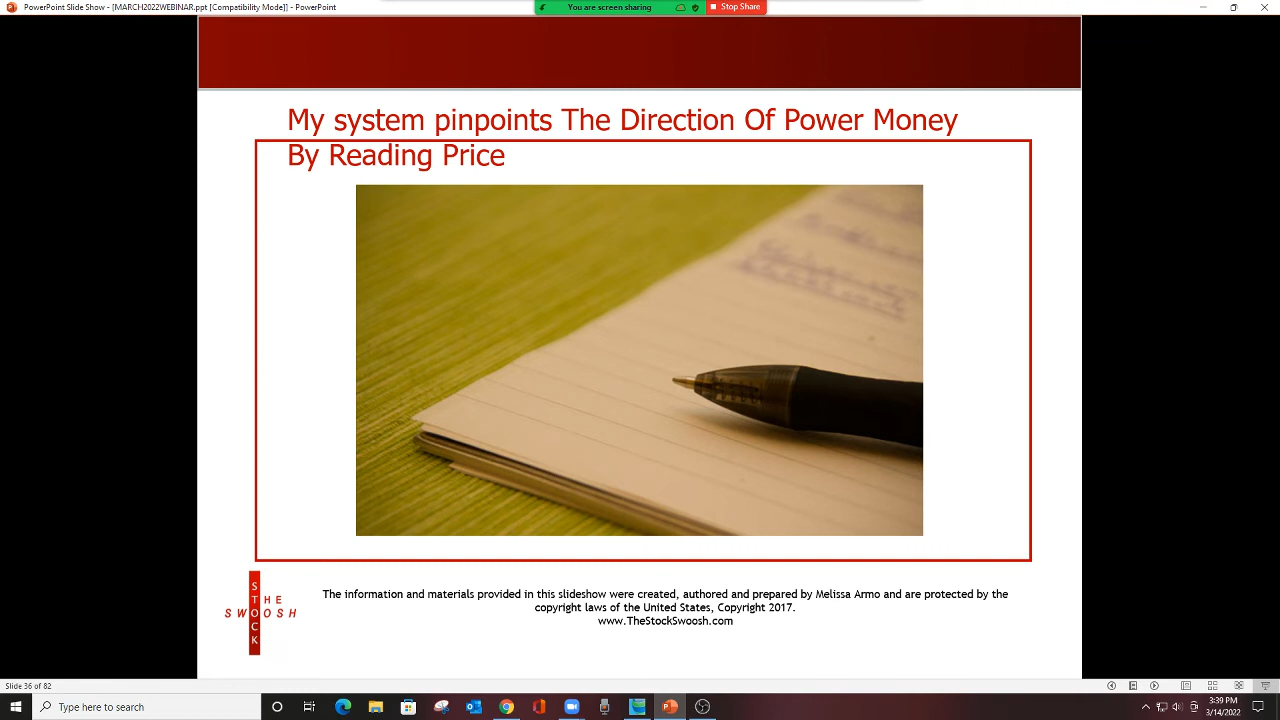 PowerPoint Slide Show - [MARCH2022WEBINAR.ppt [Compatibility Mode]] - PowerPoint
You are screen sharing
Stop Share
My system pinpoints The Direction Of Power Money
By Reading Price
THE
STOCK
SWOOSH
The information and materials provided in this slideshow were created, authored and prepared by Melissa Armo and are protected by the
copyright laws of the United States, Copyright 2017.
www.TheStockSwoosh.com
Slide 36 of 82
Type here to search
3:39 PM
3/14/2022